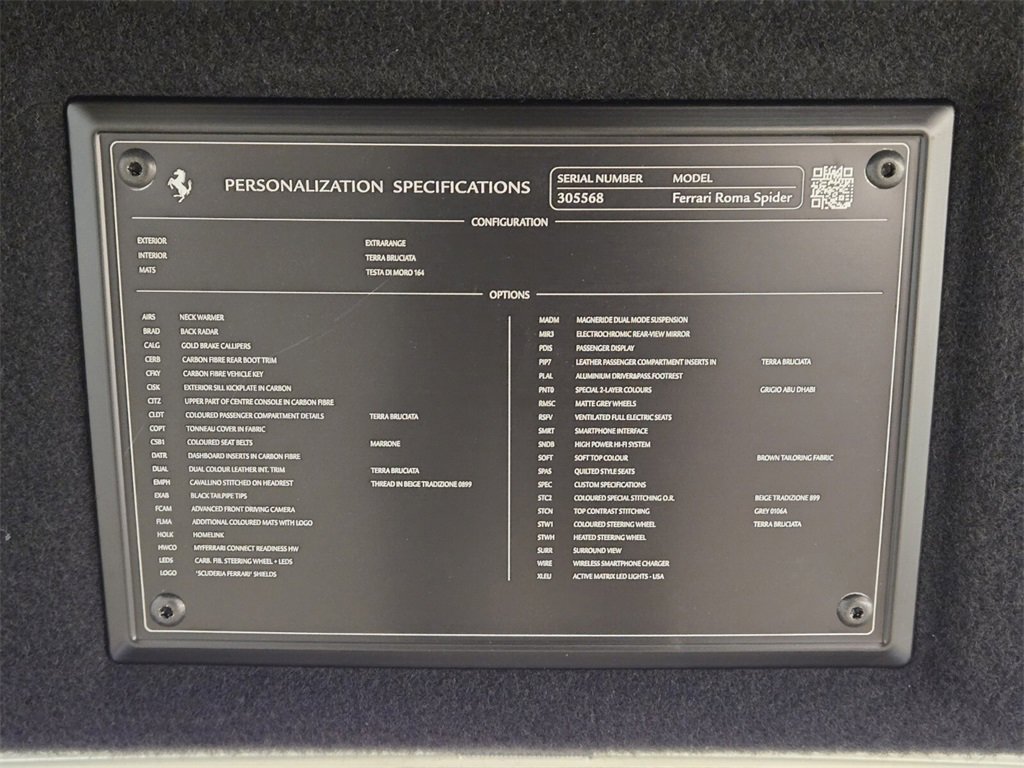 PERSONALIZATION SPECIFICATIONS
SERIAL NUMBER MODEL
305568 Ferrari Roma Spider
CONFIGURATION
EXTERIOR EXTRARANGE
INTERIOR TERRA BRUCIATA
MATS TESTA DI MORO 164
OPTIONS
AIRS NECK WARMER
BRAD BACK RADAR
CALG GOLD BRAKE CALLIPERS
CERB CARBON FIBRE REAR BOOT TRIM
CFKY CARBON FIBRE VEHICLE KEY
CISK EXTERIOR SILL KICKPLATE IN CARBON
CITZ UPPER PART OF CENTRE CONSOLE IN CARBON FIBRE
CLDT COLOURED PASSENGER COMPARTMENT DETAILS TERRA BRUCIATA
COPT TONNEAU COVER IN FABRIC
CSB1 COLOURED SEAT BELTS MARRONE
DATR DASHBOARD INSERTS IN CARBON FIBRE
DUAL DUAL COLOUR LEATHER INT. TRIM TERRA BRUCIATA
EMPH CAVALLINO STITCHED ON HEADREST THREAD IN BEIGE TRADIZIONE 0899
EXAB BLACK TAILPIPE TIPS
FCAM ADVANCED FRONT DRIVING CAMERA
FLMA ADDITIONAL COLOURED MATS WITH LOGO
HOLK HOMELINK
HWCO MYFERRARI CONNECT READINESS HW
LEDS CARB. FIB. STEERING WHEEL + LEDS
LOGO 'SCUDERIA FERRARI' SHIELDS
MADM MAGNERIDE DUAL MODE SUSPENSION
MIR3 ELECTROCHROMIC REAR-VIEW MIRROR
PDIS PASSENGER DISPLAY
PIP7 LEATHER PASSENGER COMPARTMENT INSERTS IN TERRA BRUCIATA
PLAL ALUMINIUM DRIVER&PASS.FOOTREST
PNT0 SPECIAL 2-LAYER COLOURS GRIGIO ABU DHABI
RMSC MATTE GREY WHEELS
RSFV VENTILATED FULL ELECTRIC SEATS
SMRT SMARTPHONE INTERFACE
SNDB HIGH POWER HI-FI SYSTEM
SOFT SOFT TOP COLOUR BROWN TAILORING FABRIC
SPAS QUILTED STYLE SEATS
SPEC CUSTOM SPECIFICATIONS
STC2 COLOURED SPECIAL STITCHING O.R. BEIGE TRADIZIONE 899
STCN TOP CONTRAST STITCHING GREY 0106A
STW1 COLOURED STEERING WHEEL TERRA BRUCIATA
STWH HEATED STEERING WHEEL
SURR SURROUND VIEW
WIRE WIRELESS SMARTPHONE CHARGER
XLEU ACTIVE MATRIX LED LIGHTS - USA